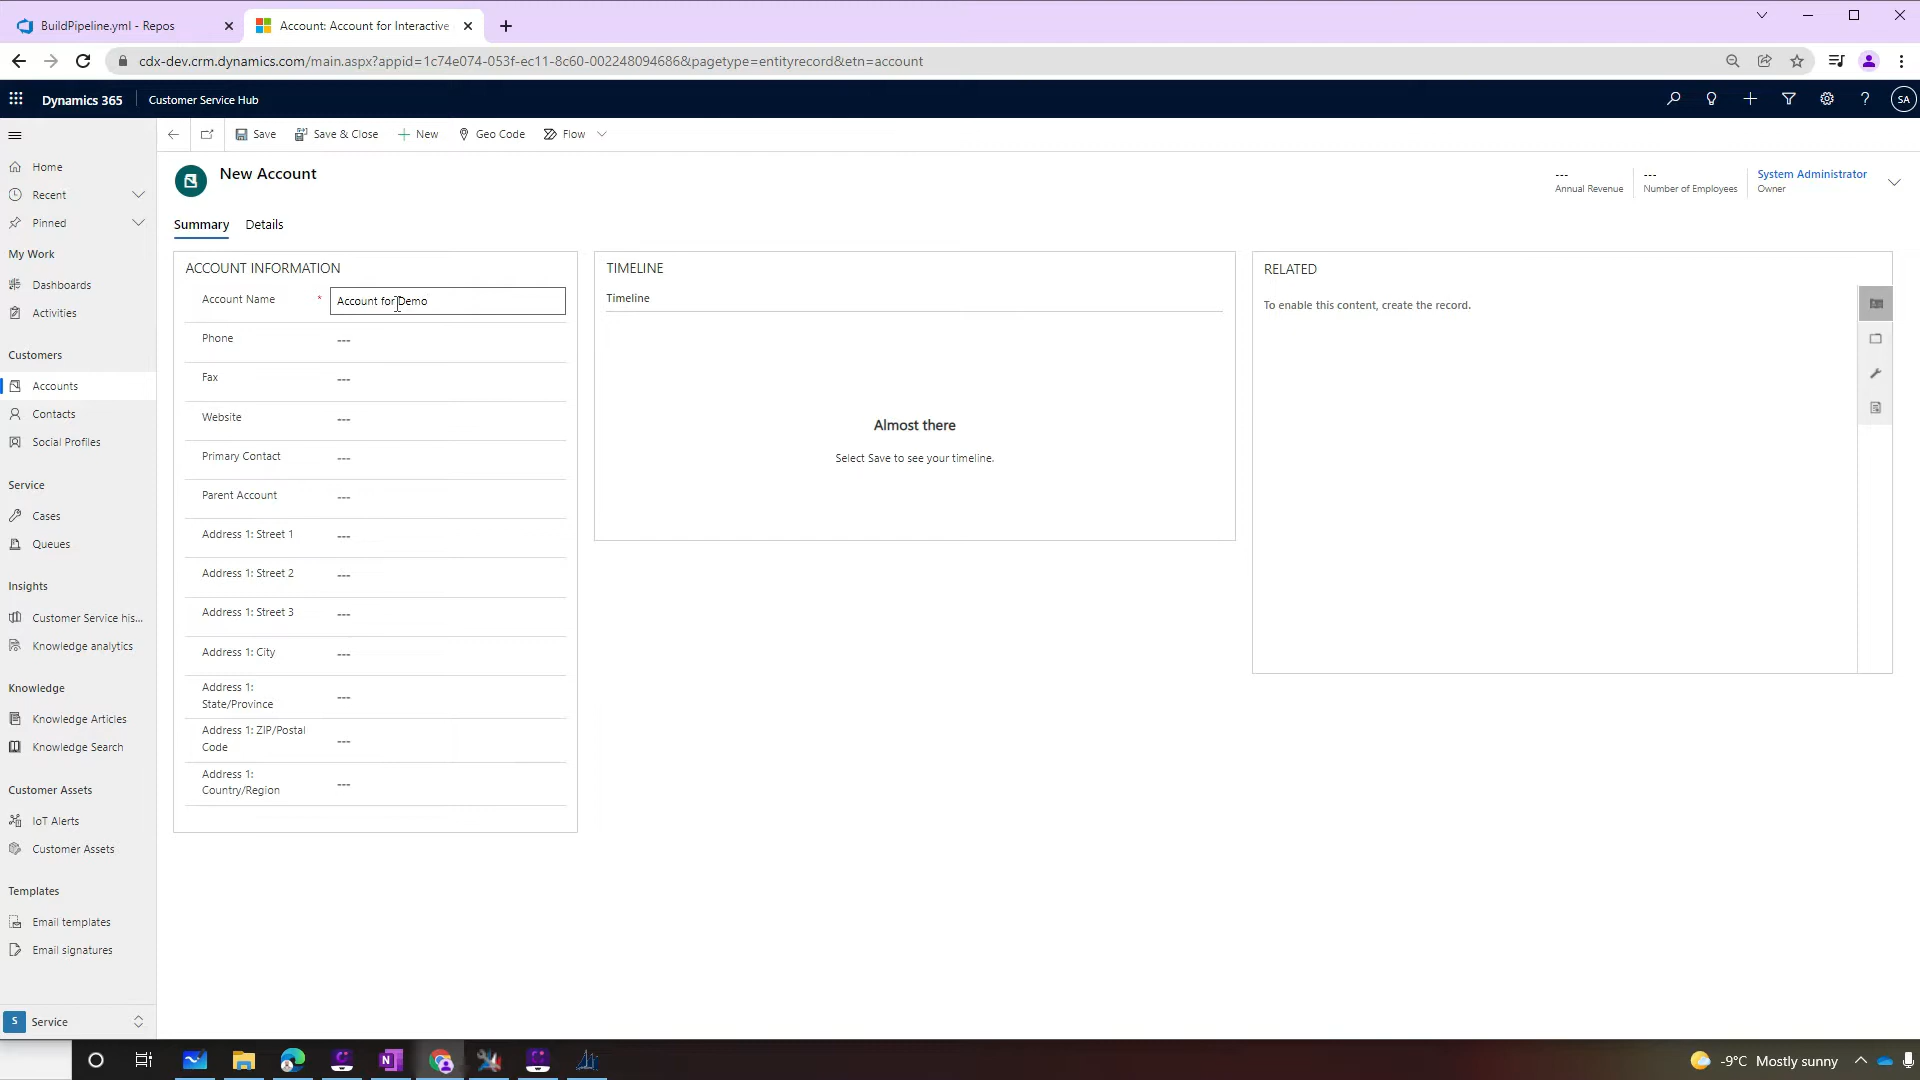 BuildPipeline.yml - Repos
Account: Account for Interactive
cdx-dev.crm.dynamics.com/main.aspx?appid=1c74e074-053f-ec11-8c60-0022480946​86&pagetype=entityrecord&etn=account
Dynamics 365
Customer Service Hub
SA
Save
Save & Close
New
Geo Code
Flow
Home
Recent
Pinned
My Work
Dashboards
Activities
Customers
Accounts
Contacts
Social Profiles
Service
Cases
Queues
Insights
Customer Service his...
Knowledge analytics
Knowledge
Knowledge Articles
Knowledge Search
Customer Assets
IoT Alerts
Customer Assets
Templates
Email templates
Email signatures
S Service
New Account
---
Annual Revenue
---
Number of Employees
System Administrator
Owner
Summary
Details
ACCOUNT INFORMATION
Account Name * Account for Demo
Phone ---
Fax ---
Website ---
Primary Contact ---
Parent Account ---
Address 1: Street 1 ---
Address 1: Street 2 ---
Address 1: Street 3 ---
Address 1: City ---
Address 1:
State/Province ---
Address 1: ZIP/Postal
Code ---
Address 1:
Country/Region ---
TIMELINE
Timeline
Almost there
Select Save to see your timeline.
RELATED
To enable this content, create the record.
N
-9°C Mostly sunny